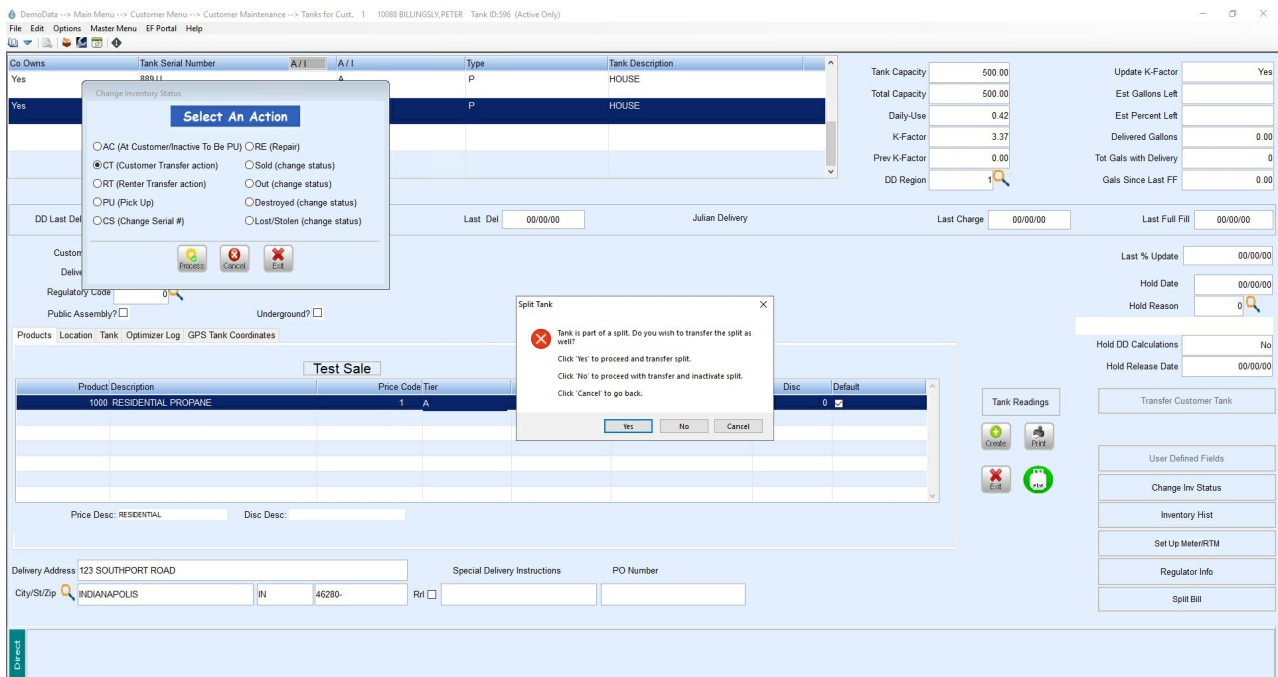 DemoData --> Main Menu --> Customer Menu --> Customer Maintenance --> Tanks for Cust. 1 10088 BILLINGSLY,PETER Tank ID:596 (Active Only)
File Edit Options Master Menu EF Portal Help
Co Owns Tank Serial Number A / I A / I Type Tank Description
Yes 889 U A P HOUSE
Yes P HOUSE
Change Inventory Status
Select An Action
AC (At Customer/Inactive To Be PU) RE (Repair)
CT (Customer Transfer action) Sold (change status)
RT (Renter Transfer action) Out (change status)
PU (Pick Up) Destroyed (change status)
CS (Change Serial #) Lost/Stolen (change status)
Process Cancel Exit
Tank Capacity 500.00 Update K-Factor Yes
Total Capacity 500.00 Est Gallons Left
Daily-Use 0.42 Est Percent Left
K-Factor 3.37 Delivered Gallons 0.00
Prev K-Factor 0.00 Tot Gals with Delivery 0
DD Region 1 Gals Since Last FF 0.00
DD Last Del Last Del 00/00/00 Julian Delivery Last Charge 00/00/00 Last Full Fill 00/00/00
Custom Last % Update 00/00/00
Delive
Hold Date 00/00/00
Regulatory Code 0
Hold Reason 0
Public Assembly? Underground?
Products Location Tank Optimizer Log GPS Tank Coordinates
Hold DD Calculations No
Hold Release Date 00/00/00
Split Tank
Tank is part of a split. Do you wish to transfer the split as
well?
Click 'Yes' to proceed and transfer split.
Click 'No' to proceed with transfer and inactivate split.
Click 'Cancel' to go back.
Yes No Cancel
Test Sale
Product Description Price Code Tier Disc Default
1000 RESIDENTIAL PROPANE 1 A 0
Price Desc: RESIDENTIAL Disc Desc:
Tank Readings
Create Print
Exit
Transfer Customer Tank
User Defined Fields
Change Inv Status
Inventory Hist
Set Up Meter/RTM
Regulator Info
Split Bill
Delivery Address 123 SOUTHPORT ROAD Special Delivery Instructions PO Number
City/St/Zip INDIANAPOLIS IN 46280- Rrl
Direct